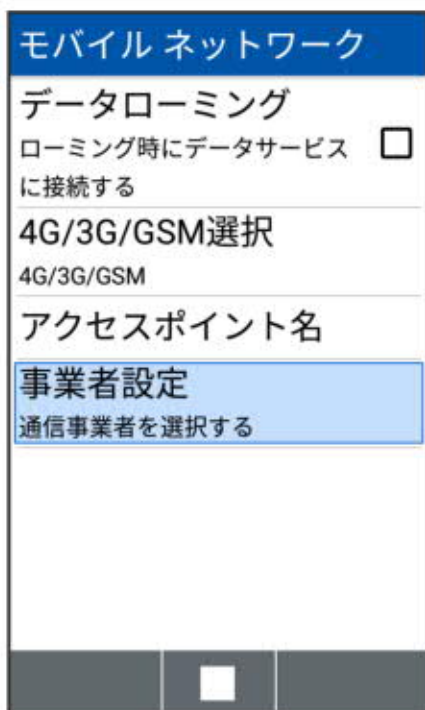 モバイル ネットワーク
データローミング
ローミング時にデータサービス
に接続する
4G/3G/GSM選択
4G/3G/GSM
アクセスポイント名
事業者設定
通信事業者を選択する